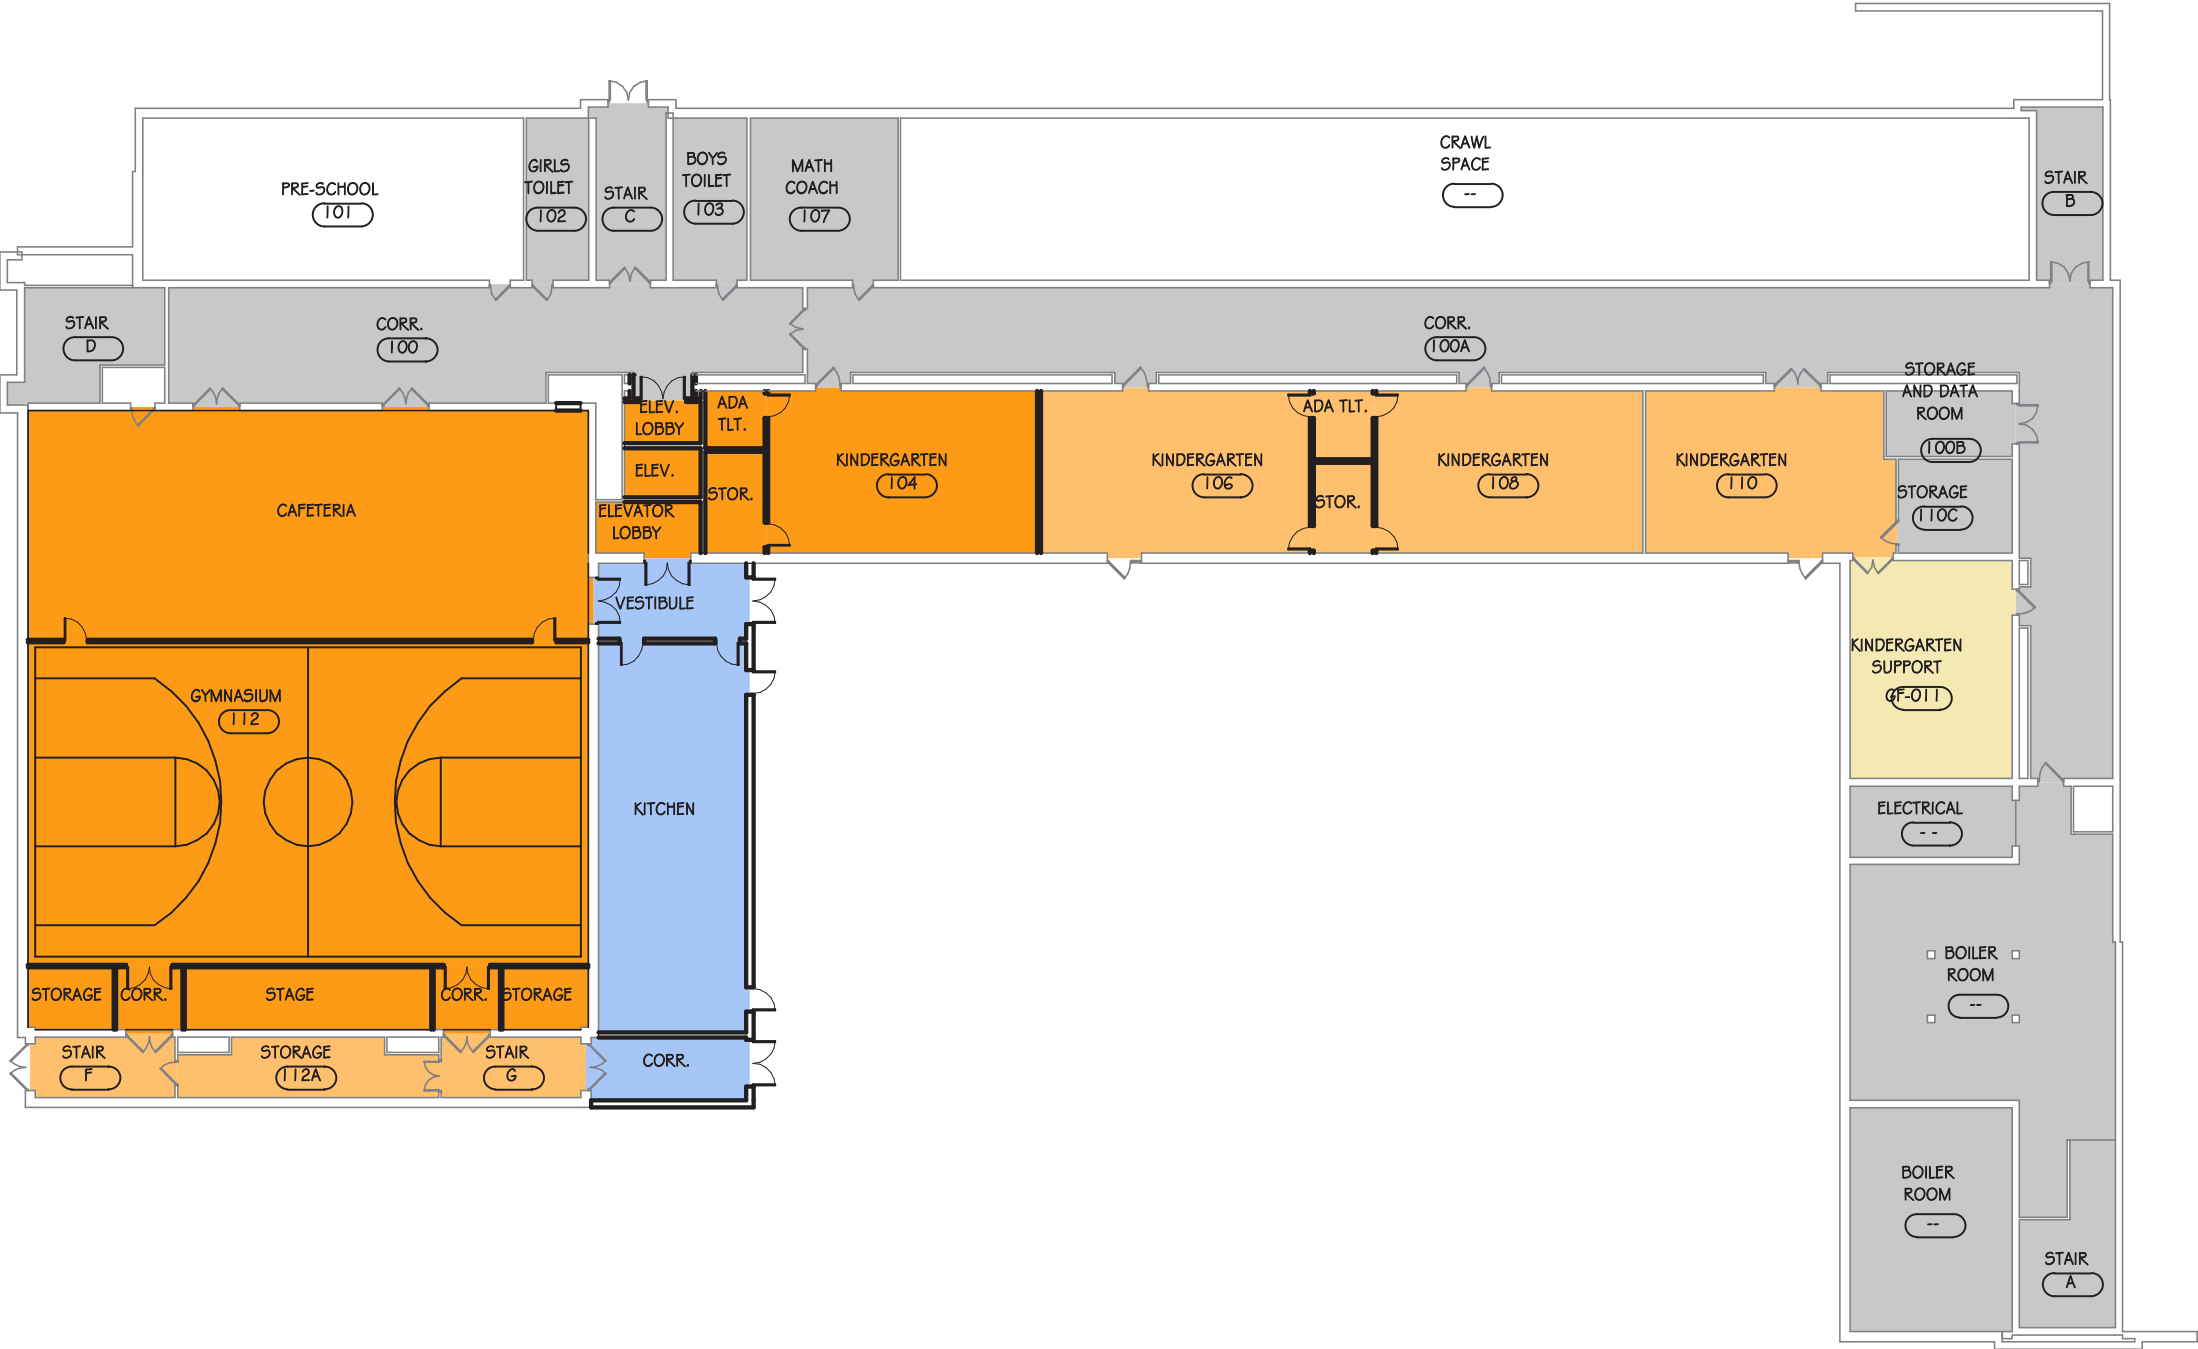 PRE-SCHOOL
101
GIRLS
TOILET
102
STAIR
C
BOYS
TOILET
103
MATH
COACH
107
CRAWL
SPACE
--
STAIR
B
STAIR
D
CORR.
100
CORR.
100A
STORAGE
AND DATA
ROOM
100B
ELEV.
LOBBY
ADA
TLT.
ELEV.
STOR.
ELEVATOR
LOBBY
KINDERGARTEN
104
KINDERGARTEN
106
ADA TLT.
STOR.
KINDERGARTEN
108
KINDERGARTEN
110
STORAGE
110C
CAFETERIA
VESTIBULE
KINDERGARTEN
SUPPORT
GF-011
GYMNASIUM
112
KITCHEN
ELECTRICAL
- -
BOILER
ROOM
--
STORAGE
CORR.
STAGE
CORR.
STORAGE
STAIR
F
STORAGE
112A
STAIR
G
CORR.
BOILER
ROOM
--
STAIR
A